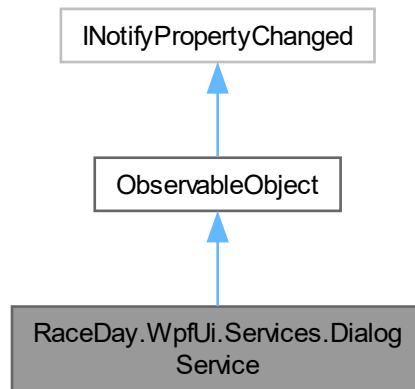 INotifyPropertyChanged
ObservableObject
RaceDay.WpfUi.Services.Dialog
Service